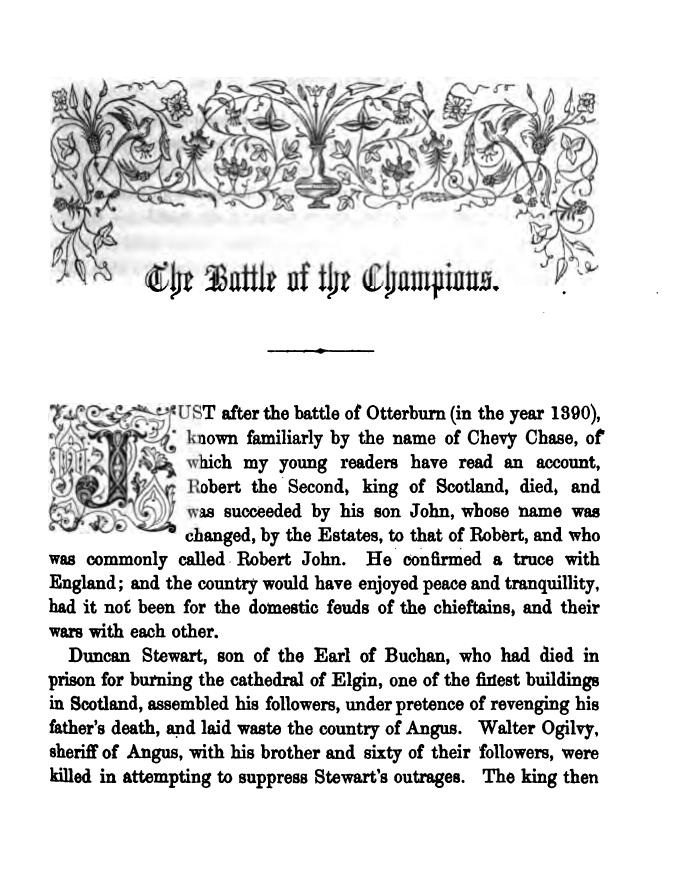 The Battle of the Champions.
JUST after the battle of Otterburn (in the year 1390),
known familiarly by the name of Chevy Chase, of
which my young readers have read an account,
Robert the Second, king of Scotland, died, and
was succeeded by his son John, whose name was
changed, by the Estates, to that of Robert, and who
was commonly called Robert John. He confirmed a truce with
England; and the country would have enjoyed peace and tranquillity,
had it not been for the domestic feuds of the chieftains, and their
wars with each other.
Duncan Stewart, son of the Earl of Buchan, who had died in
prison for burning the cathedral of Elgin, one of the finest buildings
in Scotland, assembled his followers, under pretence of revenging his
father's death, and laid waste the country of Angus. Walter Ogilvy,
sheriff of Angus, with his brother and sixty of their followers, were
killed in attempting to suppress Stewart's outrages. The king then